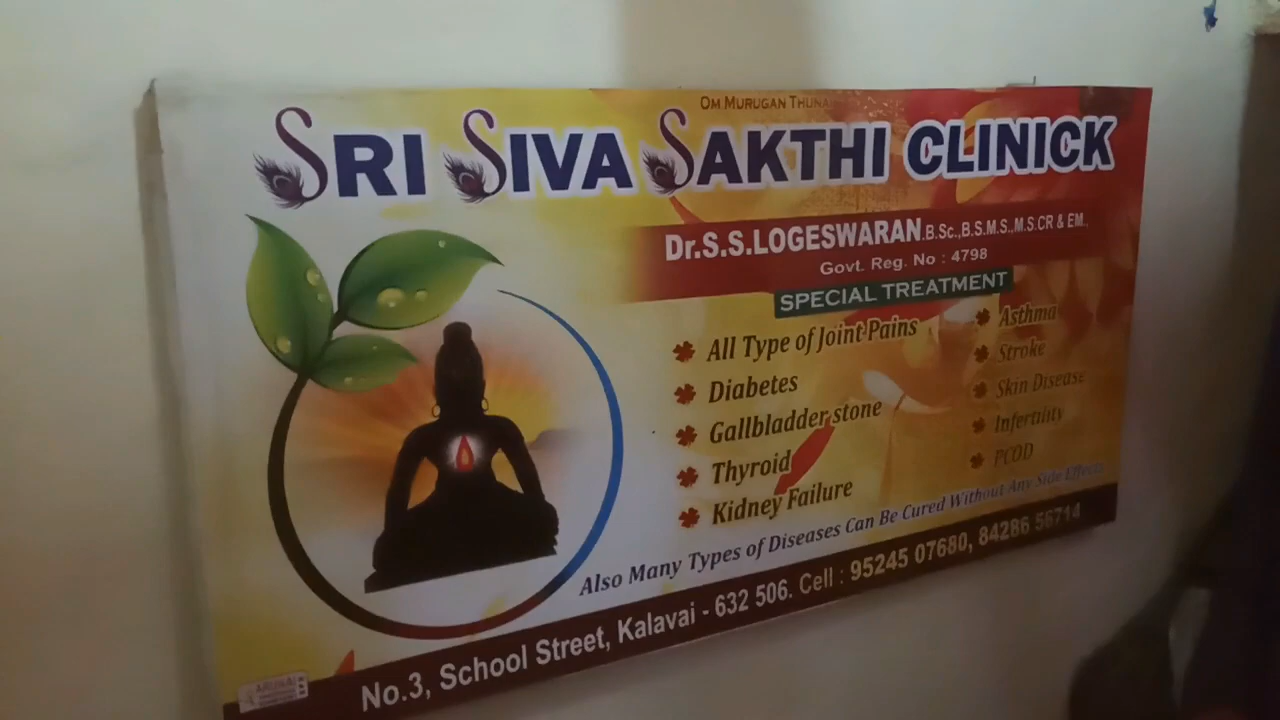 OM MURUGAN THUNAI
SRI SIVA SAKTHI CLINICK
Dr.S.S.LOGESWARAN.B.Sc.,B.S.M.S.,M.S.CR & EM.,
Govt. Reg. No : 4798
SPECIAL TREATMENT
All Type of Joint Pains
Diabetes
Gallbladder stone
Thyroid
Kidney Failure
Asthma
Stroke
Skin Disease
Infertility
PCOD
Also Many Types of Diseases Can Be Cured Without Any Side Effects
No.3, School Street, Kalavai - 632 506. Cell : 95245 07680, 84286 56714